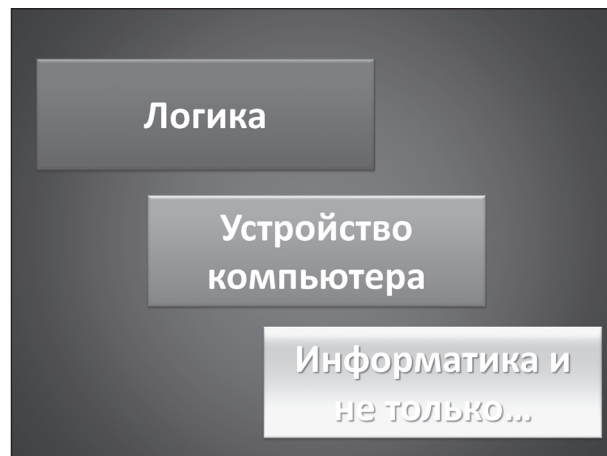 Логика
Устройство
компьютера
Информатика и
не только...